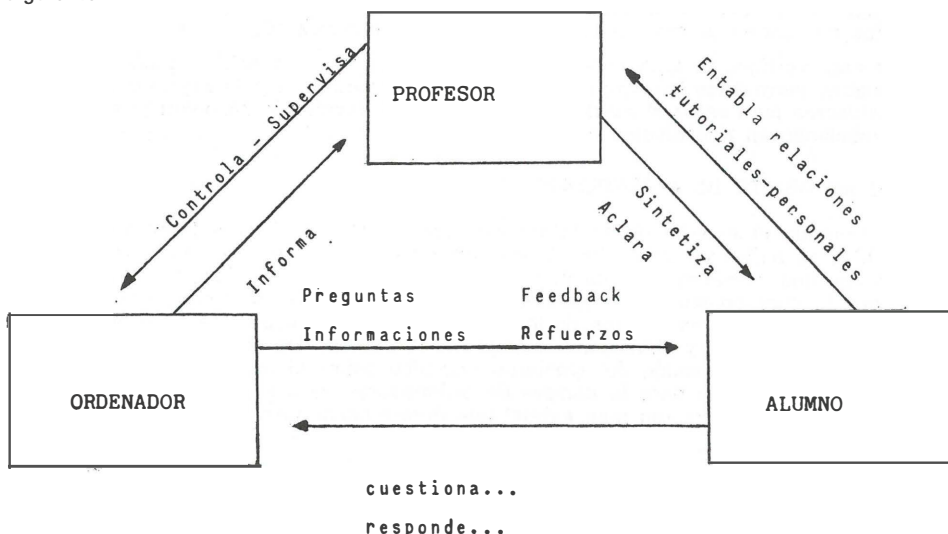 PROFESOR
Controla - Supervisa
Informa
Entabla relaciones
tutoriales-personales
Sintetiza
Aclara
Preguntas Feedback
Informaciones Refuerzos
ORDENADOR
ALUMNO
cuestiona...
responde...